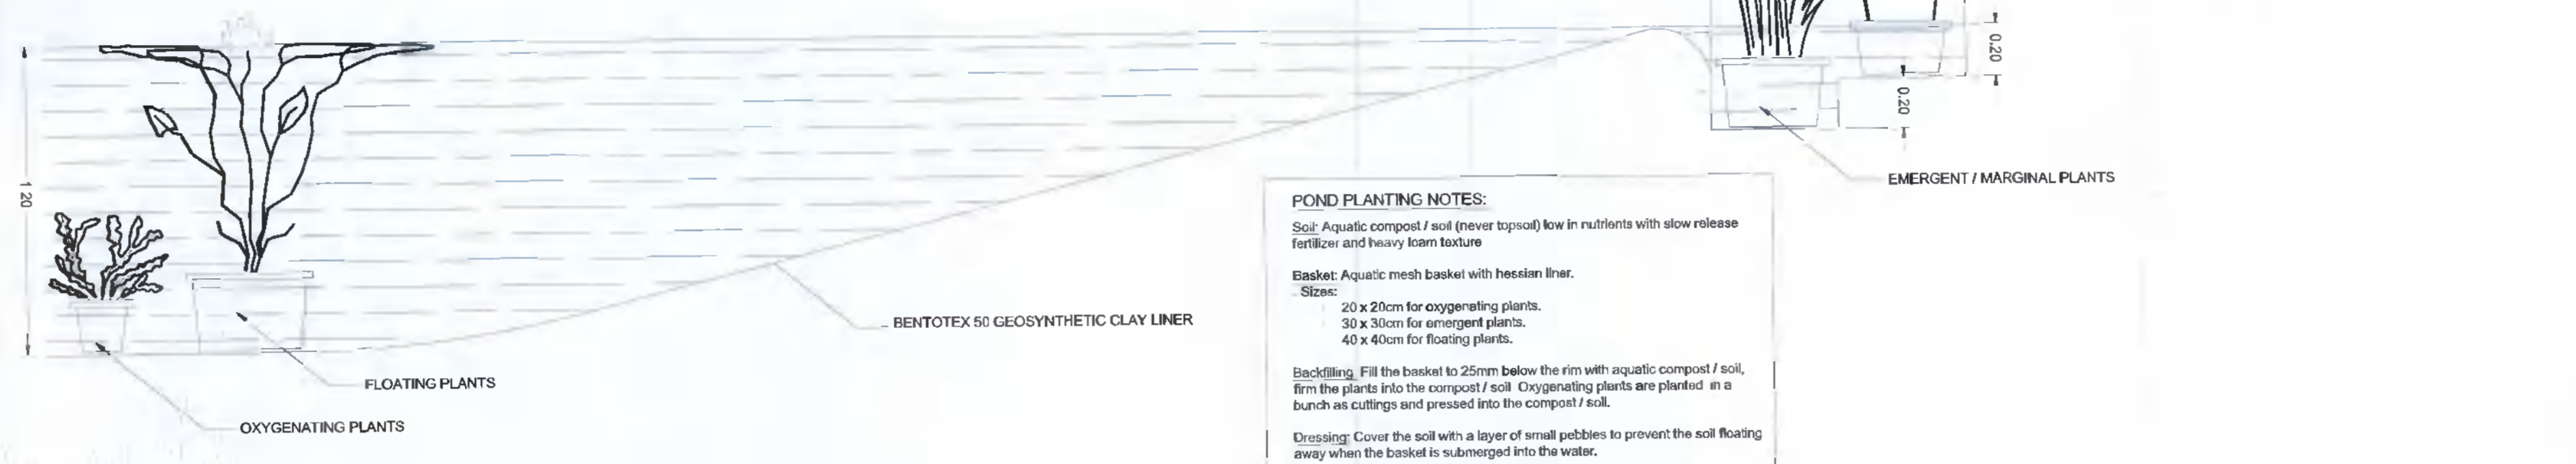 0.20
0.20
1.20
EMERGENT / MARGINAL PLANTS
POND PLANTING NOTES:
Soil: Aquatic compost / soil (never topsoil) low in nutrients with slow release
fertilizer and heavy loam texture
Basket: Aquatic mesh basket with hessian liner.
Sizes:
20 x 20cm for oxygenating plants.
30 x 30cm for emergent plants.
40 x 40cm for floating plants.
BENTOTEX 50 GEOSYNTHETIC CLAY LINER
Backfilling Fill the basket to 25mm below the rim with aquatic compost / soil,
firm the plants into the compost / soil Oxygenating plants are planted in a
bunch as cuttings and pressed into the compost / soil.
FLOATING PLANTS
OXYGENATING PLANTS
Dressing: Cover the soil with a layer of small pebbles to prevent the soil floating
away when the basket is submerged into the water.